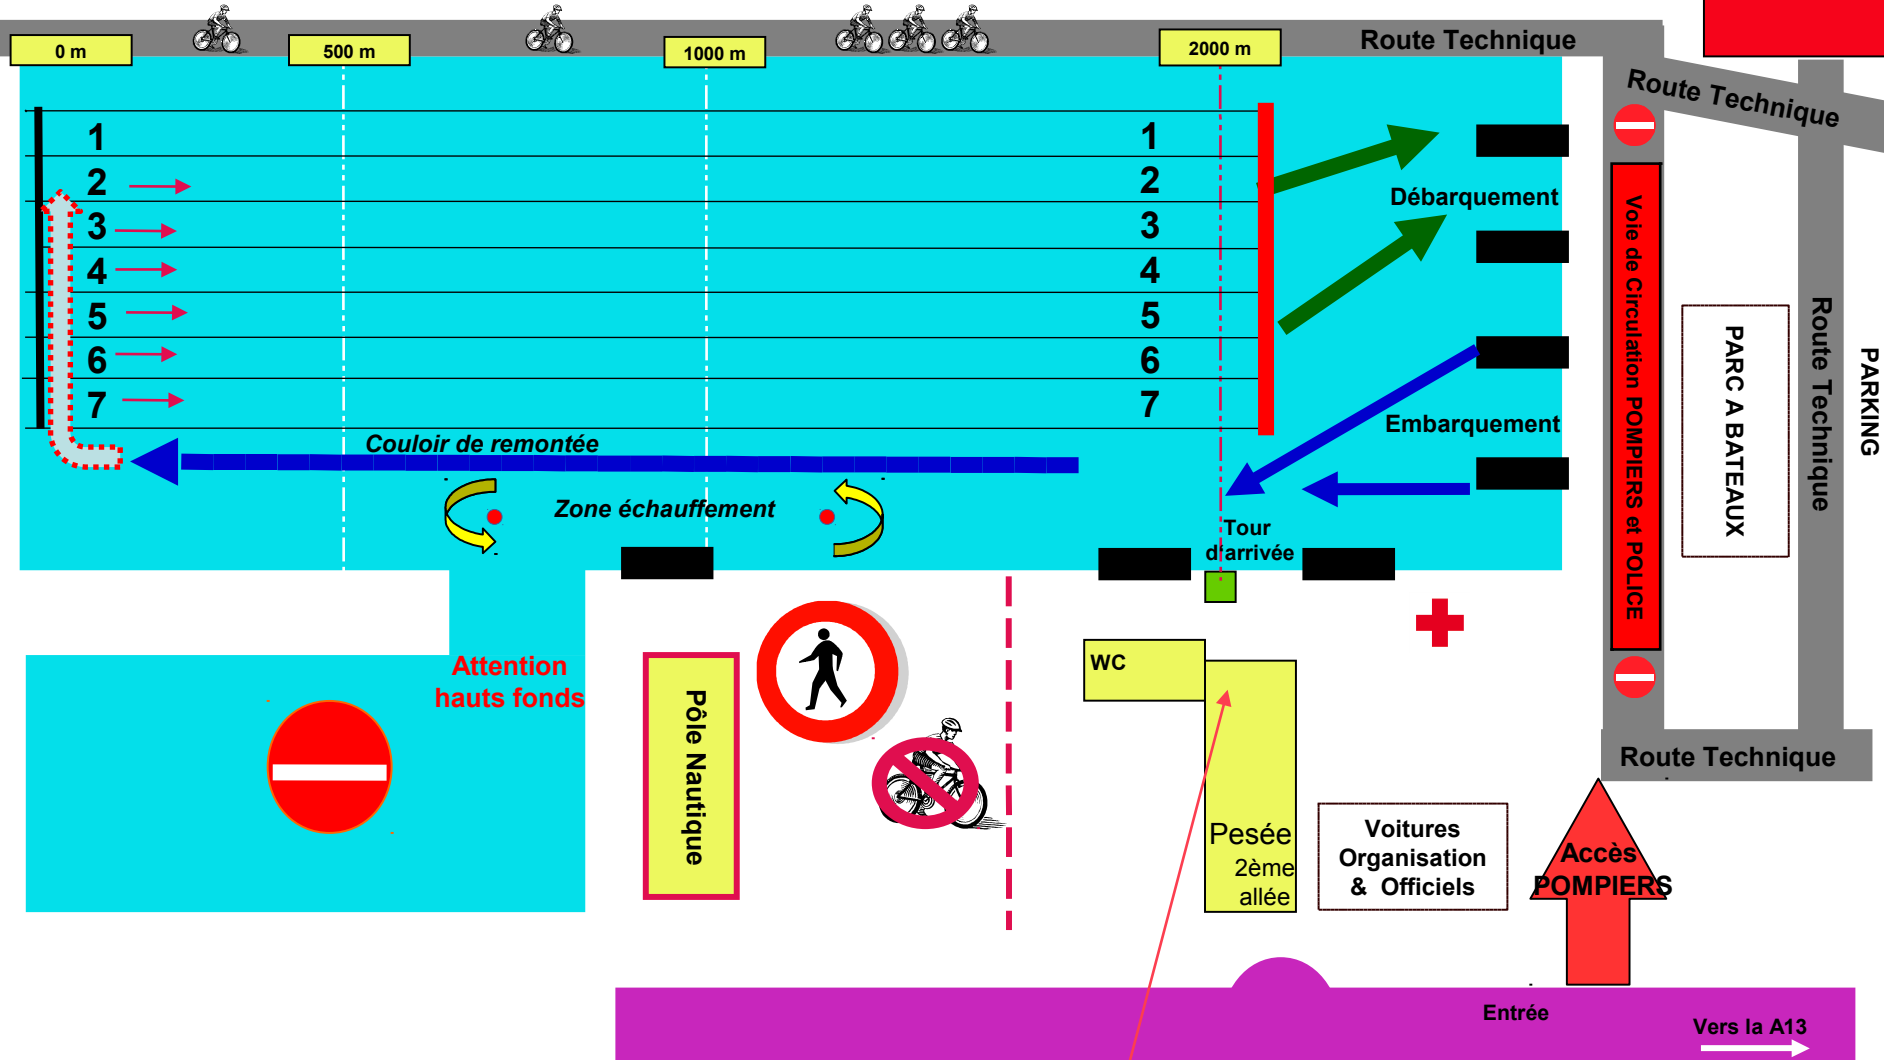 0 m
500 m
1000 m
2000 m
Route Technique
Route Technique
1
2
3
4
5
6
7
1
2
3
4
5
6
7
Débarquement
Embarquement
Couloir de remontée
Zone échauffement
Tour
d'arrivée
Voie de Circulation POMPIERS et POLICE
PARC A BATEAUX
Route Technique
PARKING
Attention
hauts fonds
Pôle Nautique
WC
Pesée
2ème
allée
Voitures
Organisation
& Officiels
Route Technique
Accès
POMPIERS
Entrée
Vers la A13